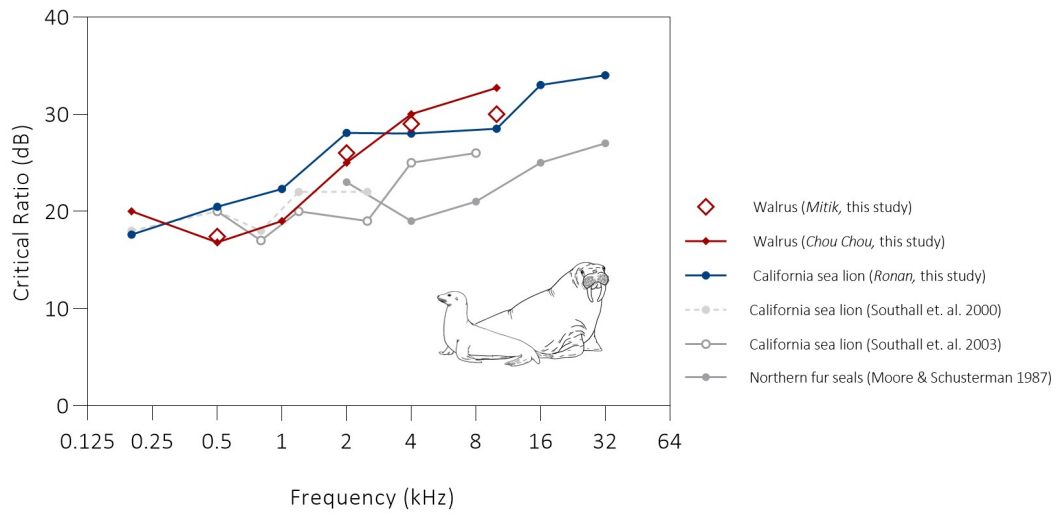 40
30
20
10
0
Critical Ratio (dB)
0.125 0.25 0.5 1 2 4 8 16 32 64
Frequency (kHz)
Walrus (Mitik, this study)
Walrus (Chou Chou, this study)
California sea lion (Ronan, this study)
California sea lion (Southall et. al. 2000)
California sea lion (Southall et. al. 2003)
Northern fur seals (Moore & Schusterman 1987)